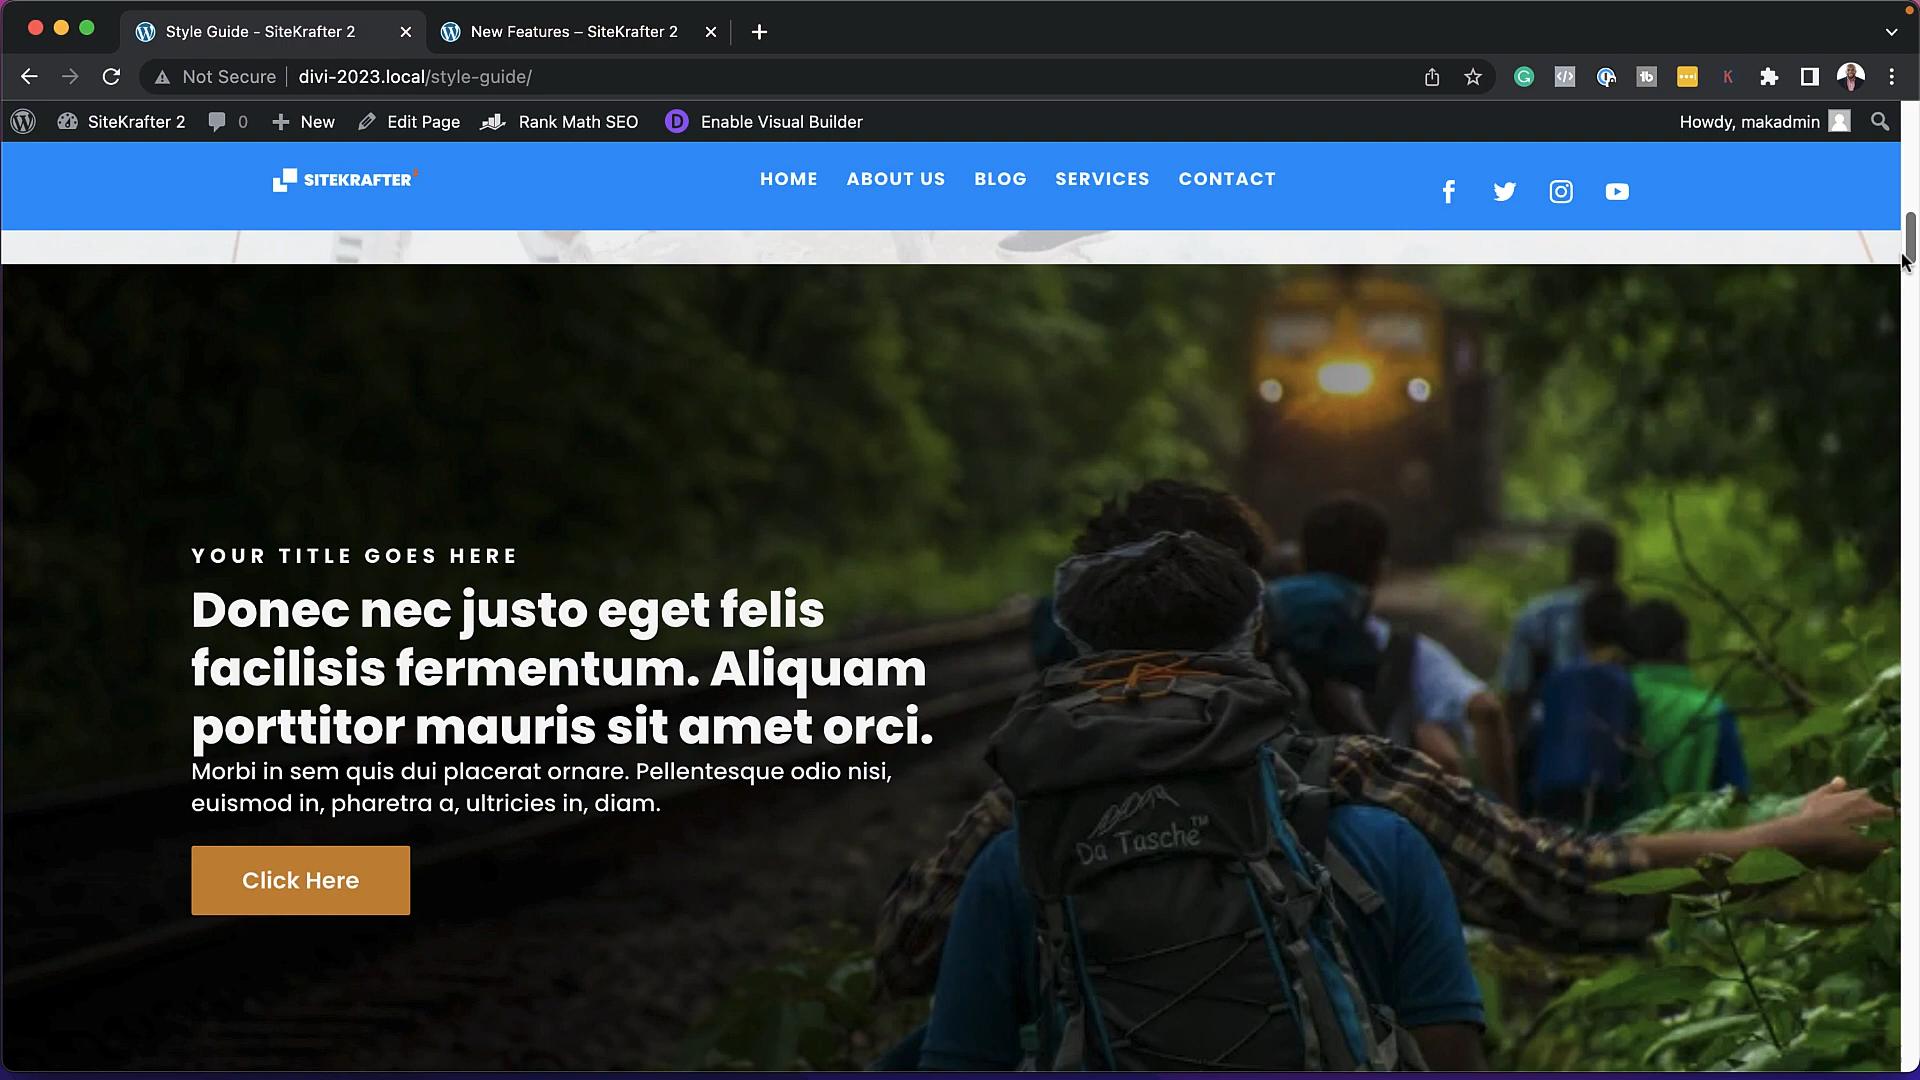 Style Guide - SiteKrafter 2
New Features – SiteKrafter 2
Not Secure
divi-2023.local/style-guide/
SiteKrafter 2
0
New
Edit Page
Rank Math SEO
D
Enable Visual Builder
Howdy, makadmin
SITEKRAFTER
HOME
ABOUT US
BLOG
SERVICES
CONTACT
YOUR TITLE GOES HERE
Donec nec justo eget felis
facilisis fermentum. Aliquam
porttitor mauris sit amet orci.
Morbi in sem quis dui placerat ornare. Pellentesque odio nisi,
euismod in, pharetra a, ultricies in, diam.
Click Here
Da Tasche™